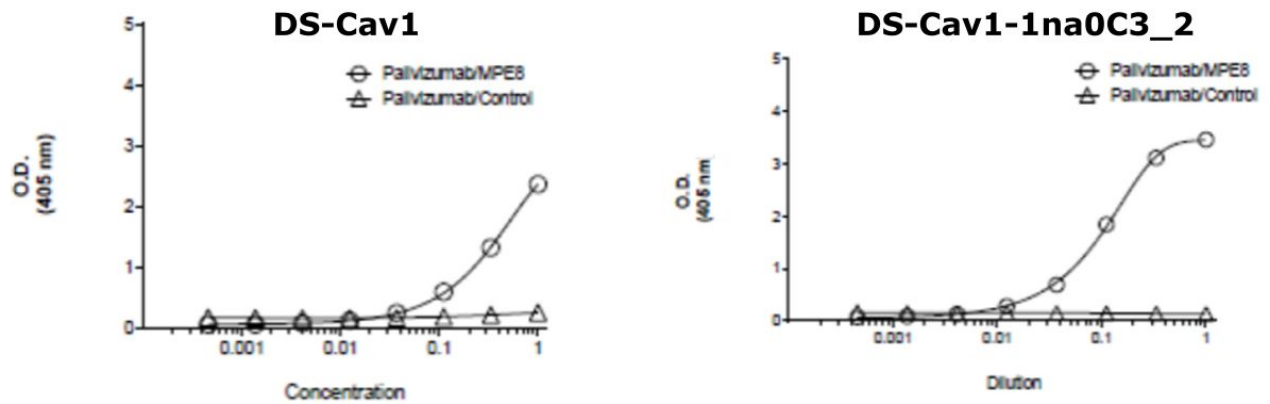 DS-Cav1
5
4
3
2
1
0
O.D.
(405 nm)
Palivizumab/MPE8
Palivizumab/Control
0.001
0.01
0.1
1
Concentration
DS-Cav1-1na0C3_2
5
4
3
2
1
0
O.D.
(405 nm
Palivizumab/MPE8
Palivizumab/Control
0.001
0.01
0.1
1
Dilution